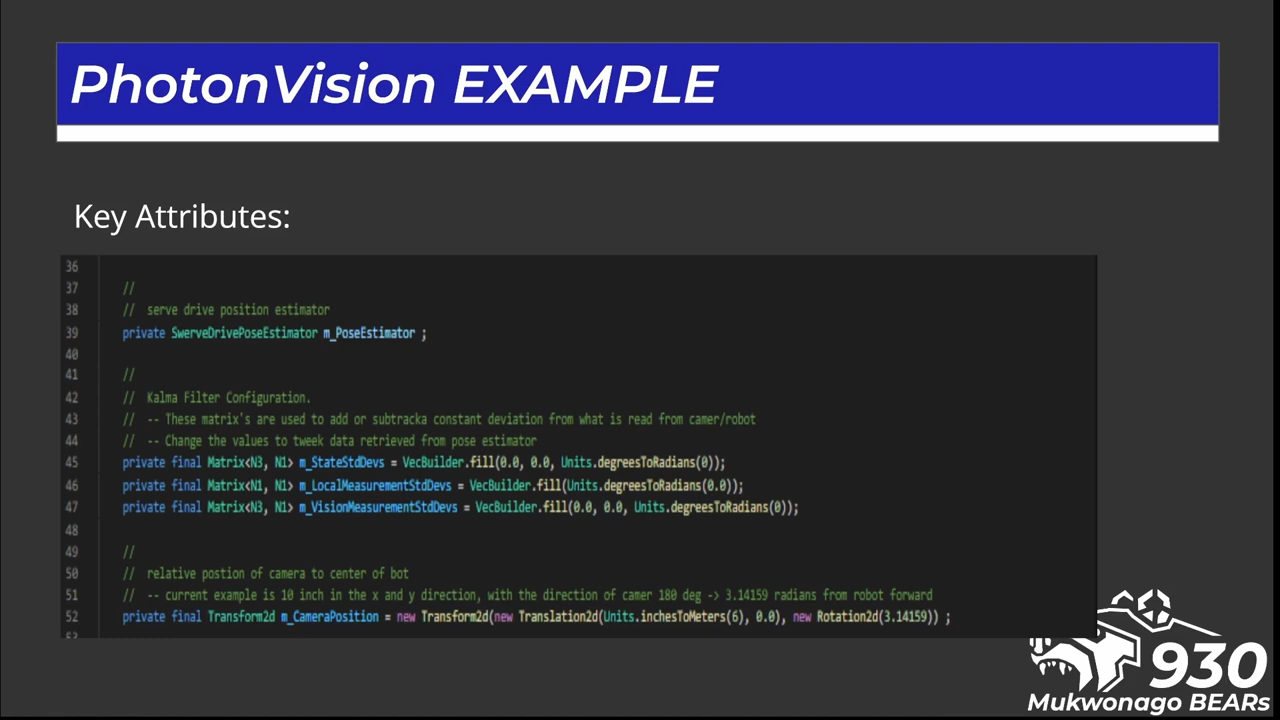 PhotonVision EXAMPLE
Key Attributes:
36
37 //
38 // serve drive position estimator
39 private SwerveDrivePoseEstimator m_PoseEstimator ;
40
41 //
42 // Kalma Filter Configuration.
43 // -- These matrix's are used to add or subtracka constant deviation from what is read from camer/robot
44 // -- Change the values to tweek data retrieved from pose estimator
45 private final Matrix<N3, N1> m_StateStdDevs = VecBuilder.fill(0.0, 0.0, Units.degreesToRadians(0));
46 private final Matrix<N1, N1> m_LocalMeasurementStdDevs = VecBuilder.fill(Units.degreesToRadians(0.0));
47 private final Matrix<N3, N1> m_VisionMeasurementStdDevs = VecBuilder.fill(0.0, 0.0, Units.degreesToRadians(0));
48
49 //
50 // relative postion of camera to center of bot
51 // -- current example is 10 inch in the x and y direction, with the direction of camer 180 deg -> 3.14159 radians from robot forward
52 private final Transform2d m_CameraPosition = new Transform2d(new Translation2d(Units.inchesToMeters(6), 0.0), new Rotation2d(3.14159)) ;
53
930
Mukwonago BEARs